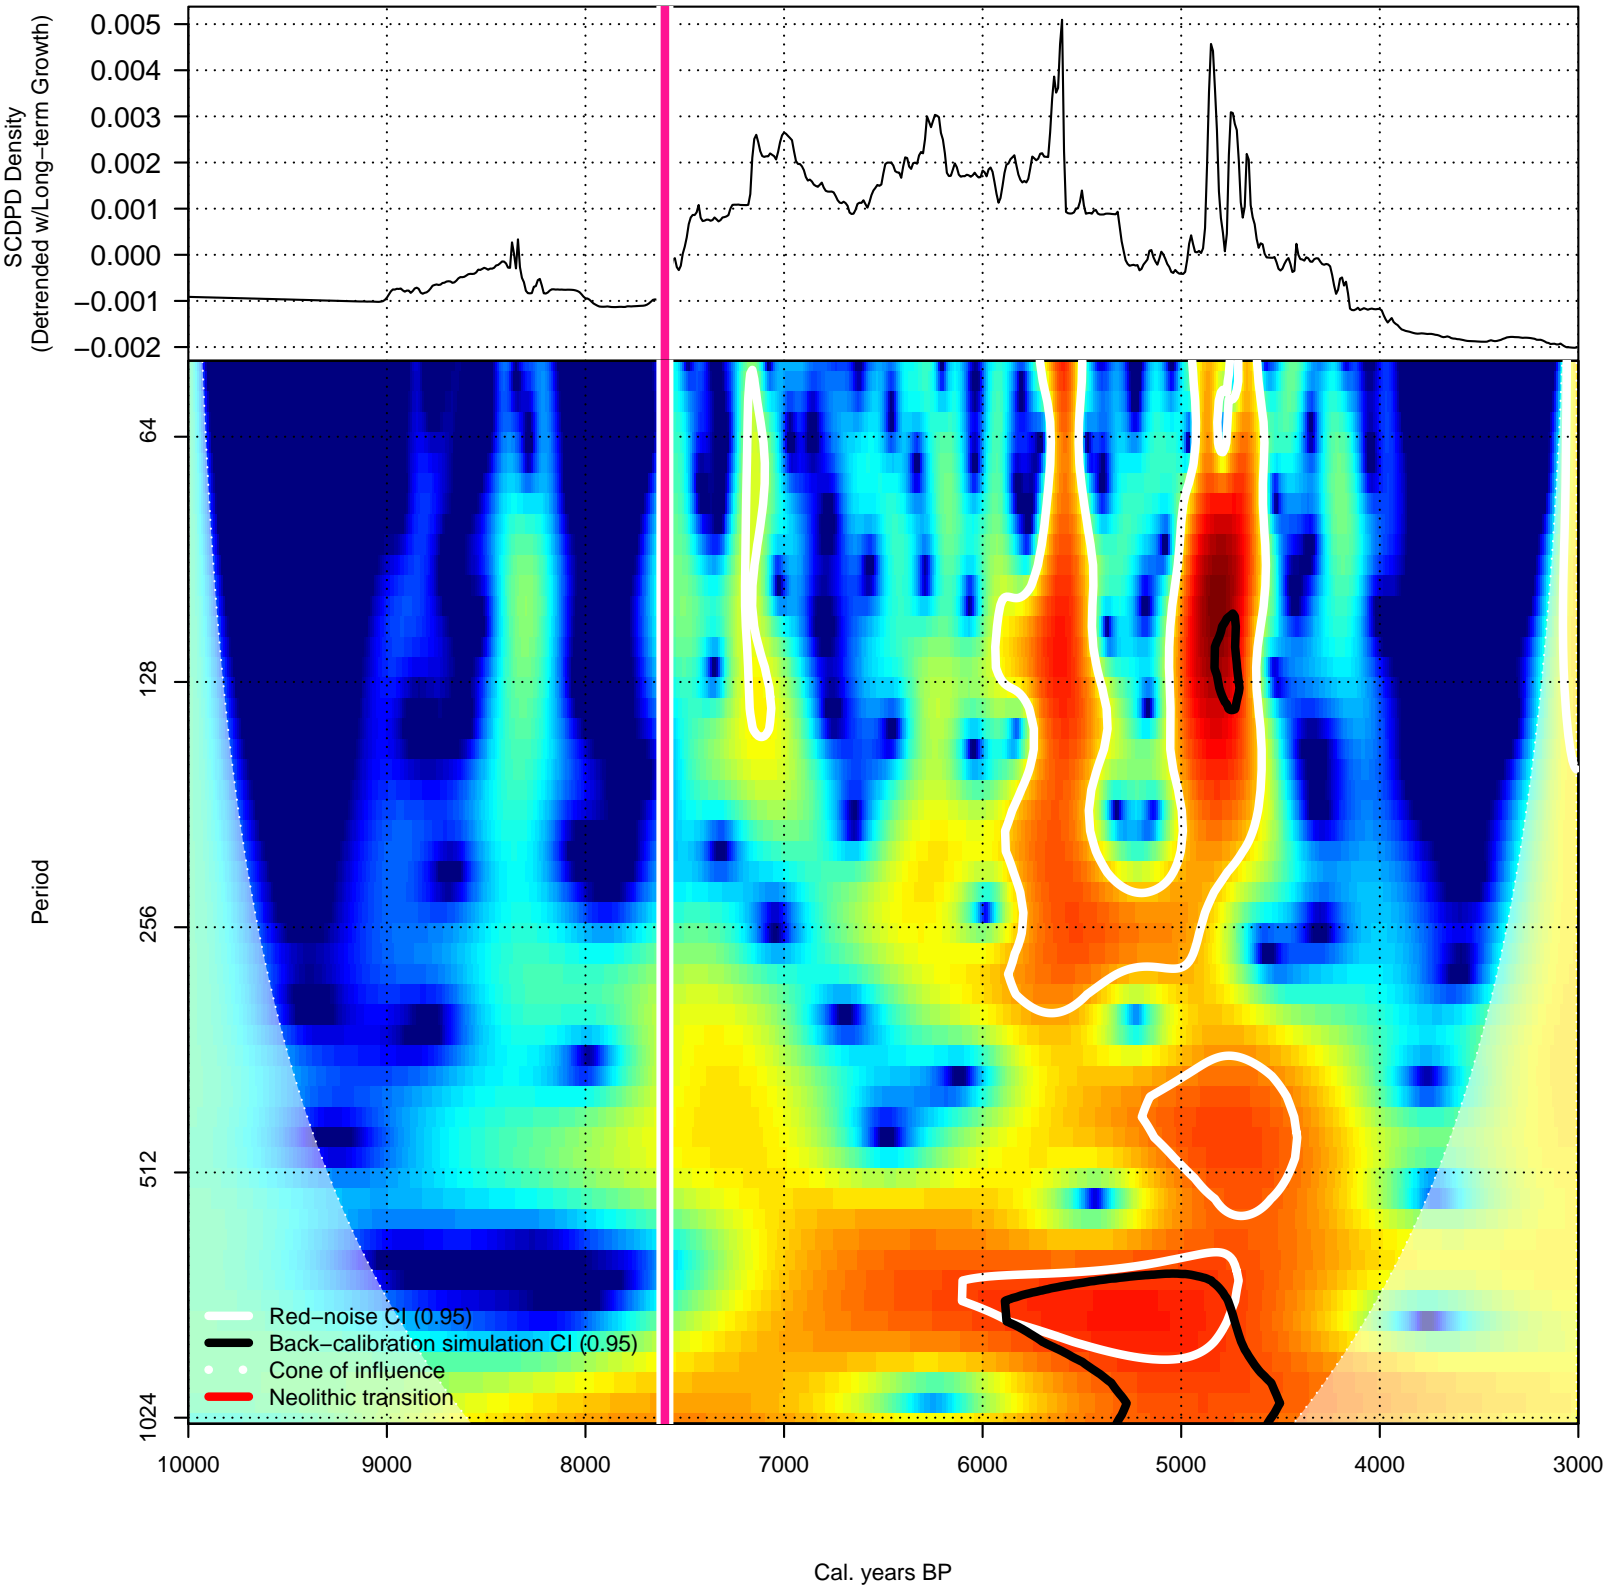 SCDPD Density
(Detrended w/Long−term Growth)
0.005
0.004
0.003
0.002
0.001
0.000
−0.001
−0.002
Period
64
128
256
512
1024
Red−noise CI (0.95)
Back−calibration simulation CI (0.95)
Cone of influence
Neolithic transition
10000 9000 8000 7000 6000 5000 4000 3000
Cal. years BP